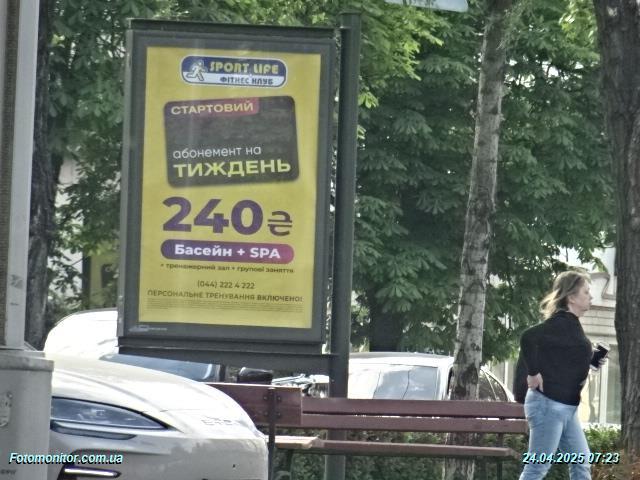 SPORT LIFE
ФІТНЕС КЛУБ
СТАРТОВИЙ
абонемент на
ТИЖДЕНЬ
240₴
Басейн + SPA
+ тренажерний зал + групові заняття
(044) 222 4 222
ПЕРСОНАЛЬНЕ ТРЕНУВАННЯ ВКЛЮЧЕНО!
Fotomonitor.com.ua
24.04.2025 07:23